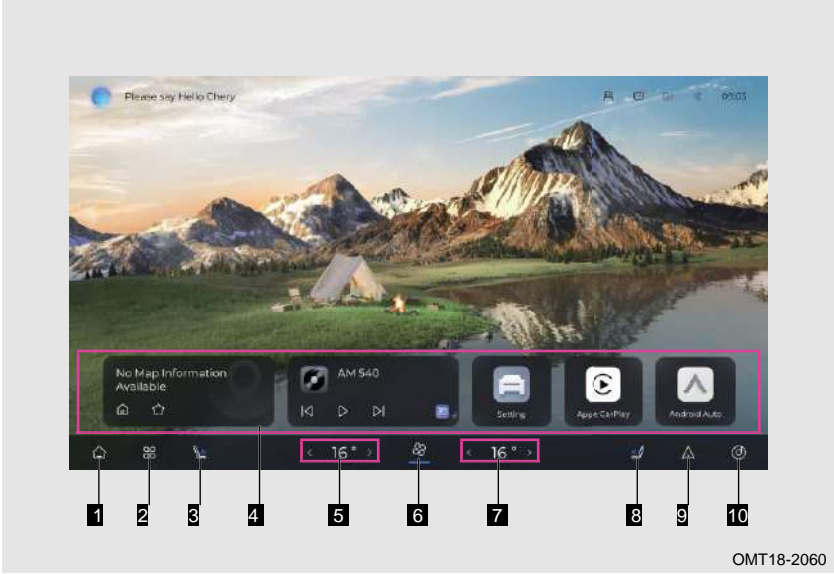 Please say Hello Chery
09:03
No Map Information
Available
AM 540
Setting
Appe CarPlay
Android Auto
16°
16°
1 2 3 4 5 6 7 8 9 10
OMT18-2060